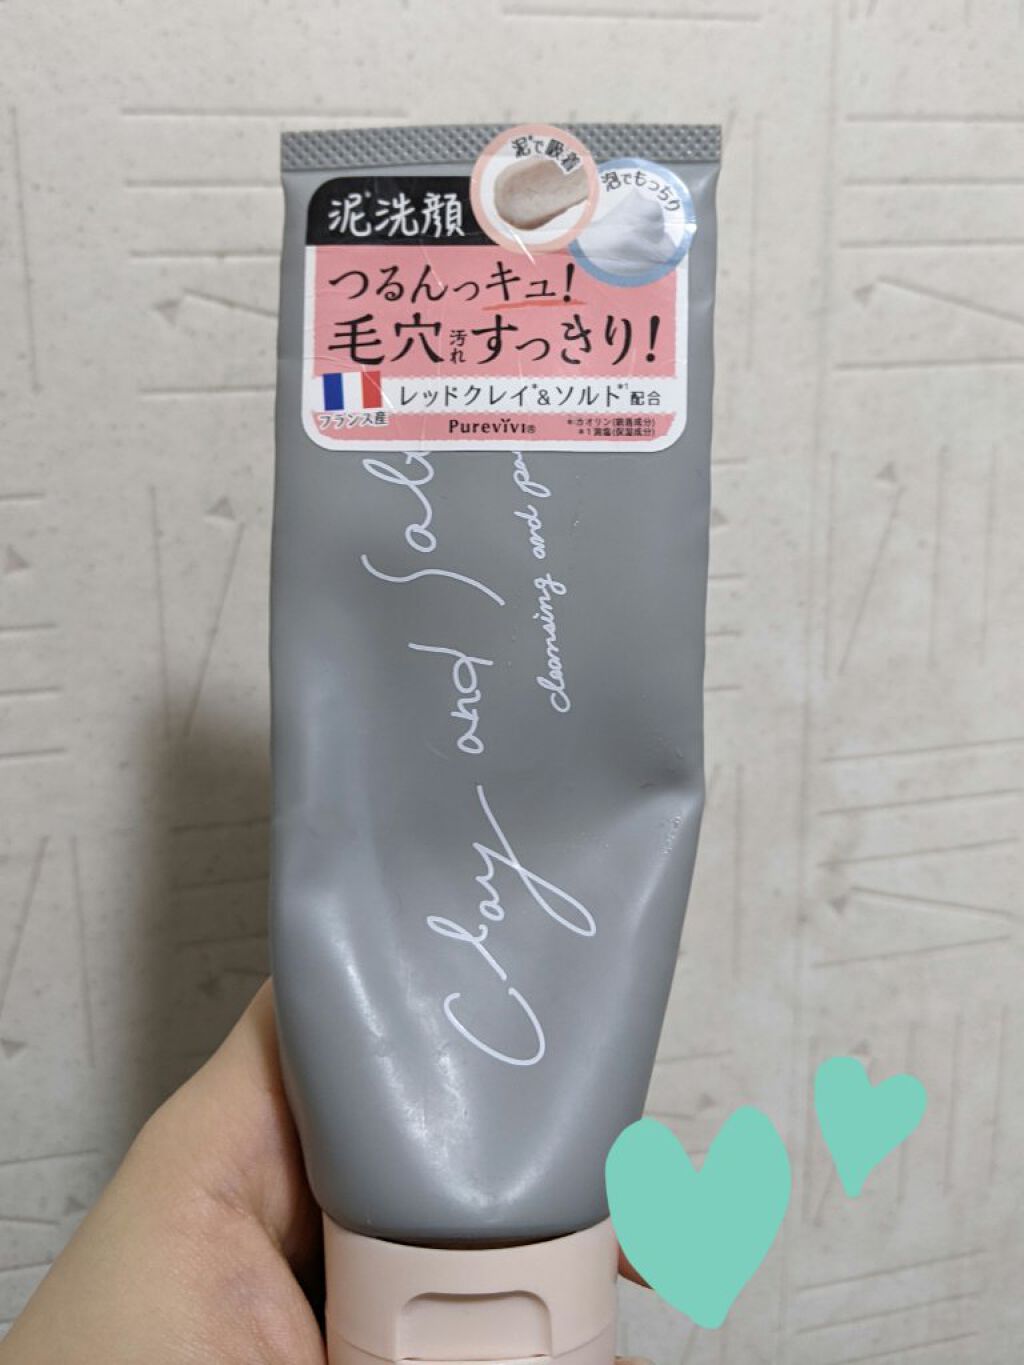 泥で吸着
泡でもっちり
泥*洗顔
つるんっキュ!
毛穴汚れすっきり!
レッドクレイ*&ソルト*¹配合
フランス産
Purevivi®
*:カオリン(吸着成分)
*1海塩(保湿成分)
Clay and Salt
cleansing and pa